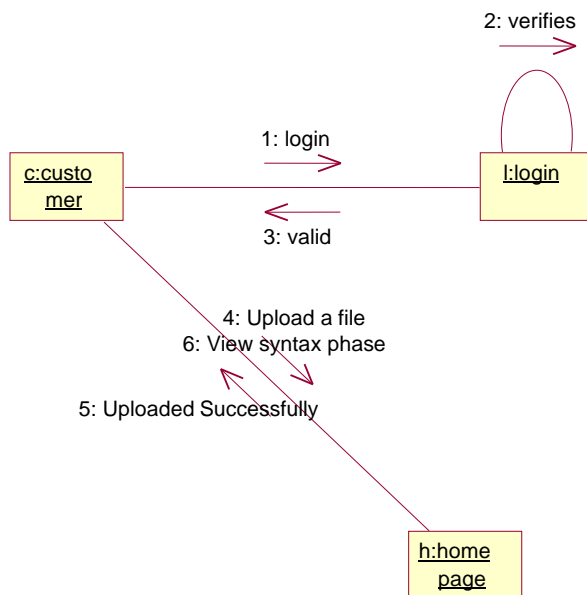 2: verifies
1: login
c:custo
mer
l:login
3: valid
4: Upload a file
6: View syntax phase
5: Uploaded Successfully
h:home
page